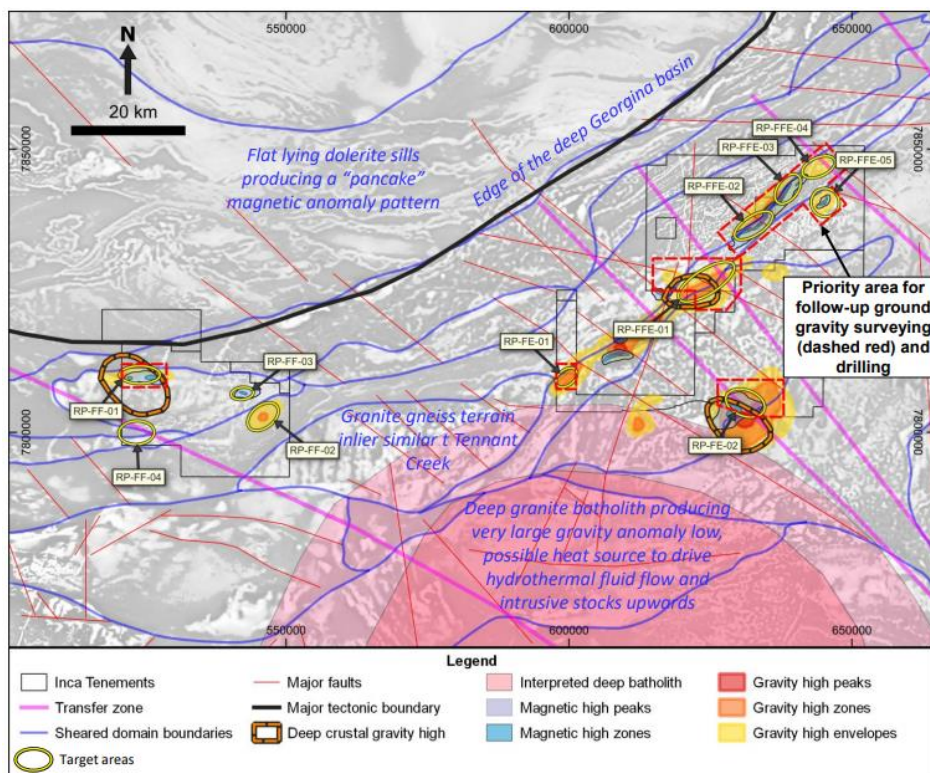 550000
600000
650000
N
20 km
7850000
7850000
Flat lying dolerite sills
producing a “pancake”
magnetic anomaly pattern
Edge of the deep Georgina basin
RP-FFE-04
RP-FFE-03
RP-FFE-05
RP-FFE-02
Priority area for
follow-up ground
gravity surveying
(dashed red) and
drilling
RP-FE-01
RP-FFE-01
RP-FF-03
RP-FF-01
Granite gneiss terrain
inlier similar t Tennant
Creek
7800000
7800000
RP-FF-04
RP-FF-02
RP-FE-02
Deep granite batholith producing
very large gravity anomaly low,
possible heat source to drive
hydrothermal fluid flow and
intrusive stocks upwards
550000
600000
650000
Legend
Inca Tenements
Major faults
Interpreted deep batholith
Gravity high peaks
Transfer zone
Major tectonic boundary
Magnetic high peaks
Gravity high zones
Sheared domain boundaries
Deep crustal gravity high
Magnetic high zones
Gravity high envelopes
Target areas